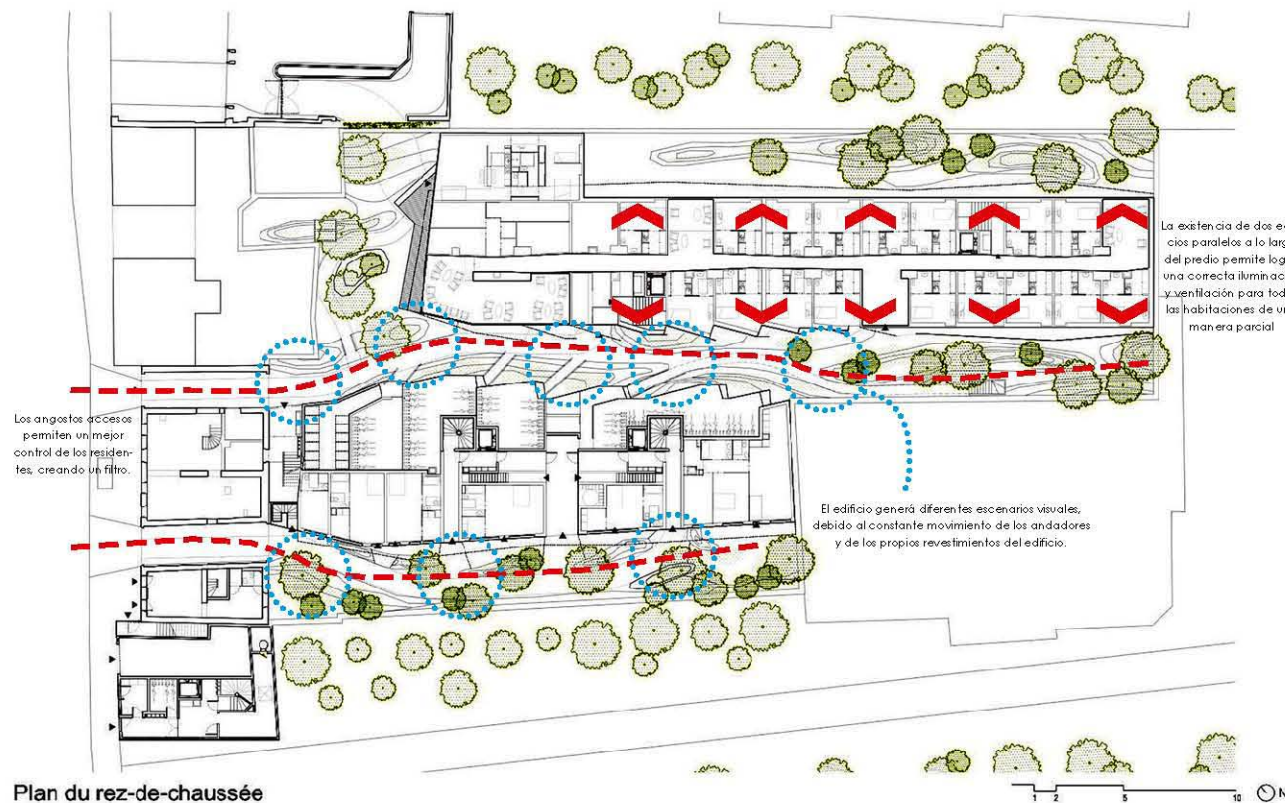 La existencia de dos edi
cios paralelos a lo larg
del predio permite log
una correcta iluminac
y ventilación para tod
las habitaciones de un
manera parcial
Los angostos accesos
permiten un mejor
control de los residen-
tes, creando un filtro.
El edificio generá diferentes escenarios visuales,
debido al constante movimiento de los andadores
y de los propios revestimientos del edificio.
Plan du rez-de-chaussée
1 2 5 10 N